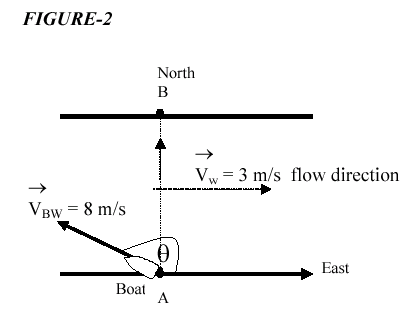 FIGURE-2
North
B
→
V_w = 3 m/s flow direction
→
V_BW = 8 m/s
θ
East
Boat
A